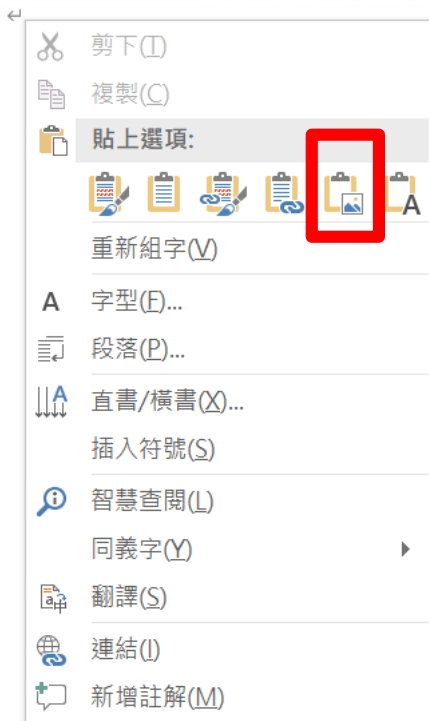 剪下(T)
複製(C)
貼上選項:
重新組字(V)
字型(F)...
段落(P)...
直書/橫書(X)...
插入符號(S)
智慧查閱(L)
同義字(Y)
翻譯(S)
連結(I)
新增註解(M)